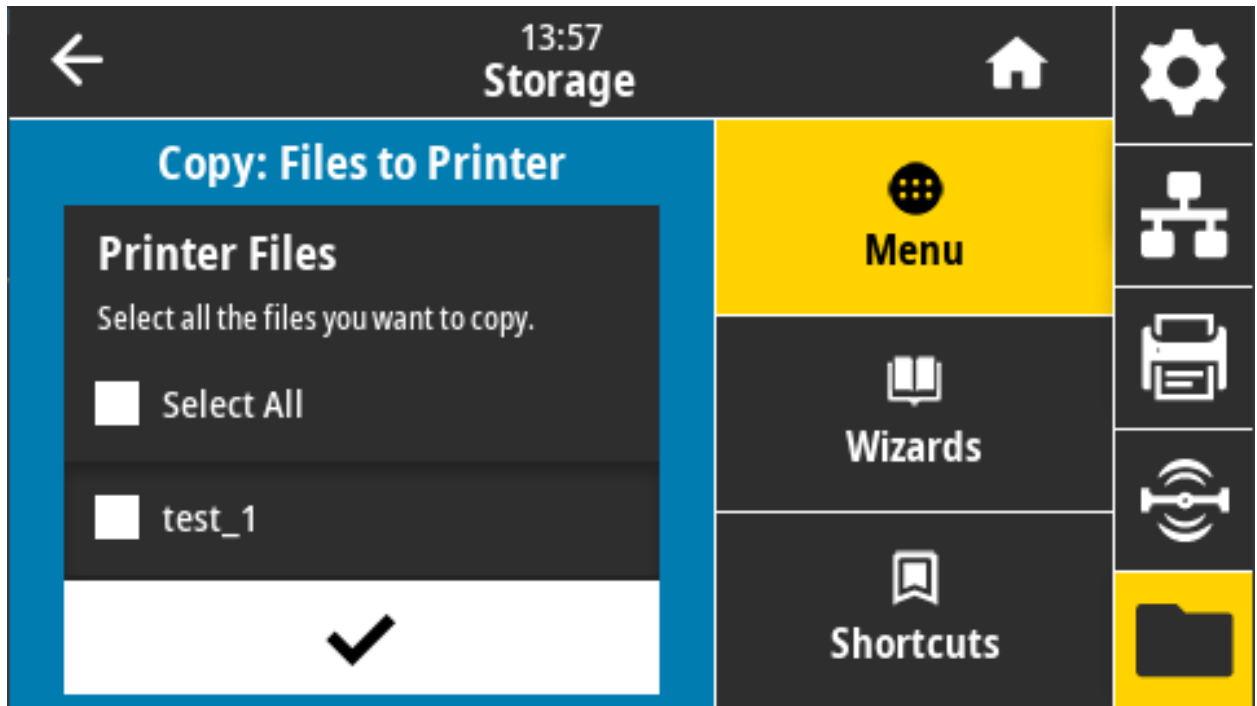 13:57
Storage
Copy: Files to Printer
Printer Files
Select all the files you want to copy.
Select All
test_1
Menu
Wizards
Shortcuts